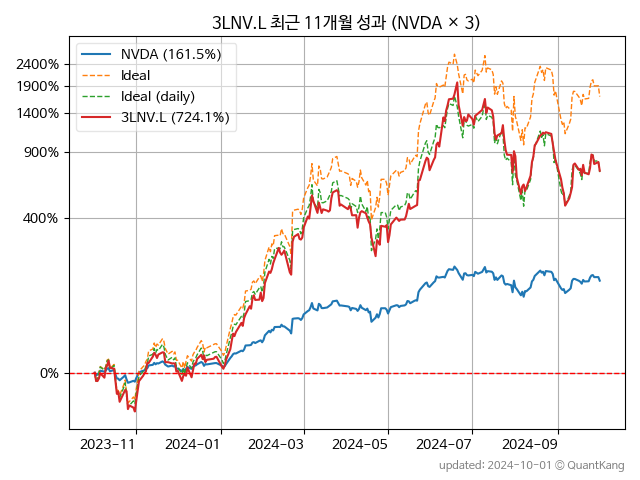 3LNV.L 최근 11개월 성과 (NVDA × 3)
NVDA (161.5%)
Ideal
Ideal (daily)
3LNV.L (724.1%)
2400%
1900%
1400%
900%
400%
0%
2023−11
2024−01
2024−03
2024−05
2024−07
2024−09
updated: 2024-10-01 © QuantKang